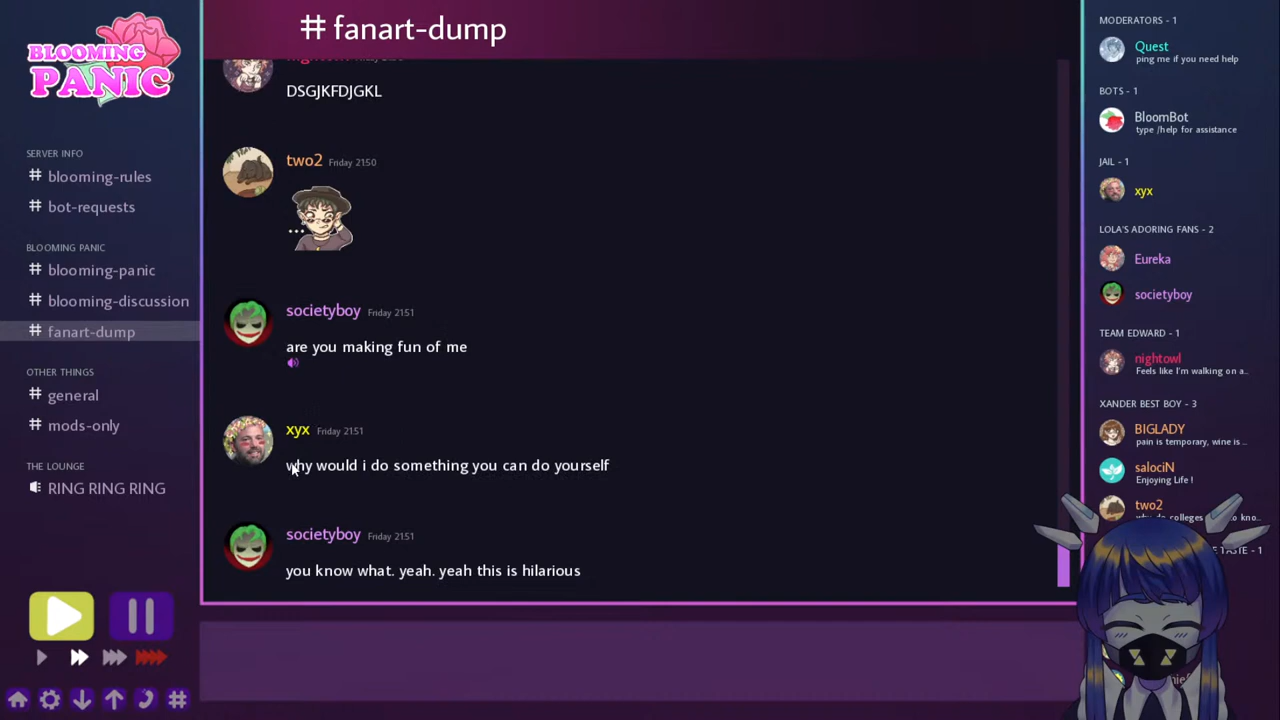 BLOOMING
PANIC
SERVER INFO
# blooming-rules
# bot-requests
BLOOMING PANIC
# blooming-panic
# blooming-discussion
# fanart-dump
OTHER THINGS
# general
# mods-only
THE LOUNGE
RING RING RING
# fanart-dump
DSGJKFDJGKL
two2 Friday 2150
...
societyboy Friday 2151
are you making fun of me
xyx Friday 2151
why would i do something you can do yourself
societyboy Friday 2151
you know what. yeah. yeah this is hilarious
MODERATORS - 1
Quest
ping me if you need help
BOTS - 1
BloomBot
type /help for assistance
JAIL - 1
xyx
LOLA'S ADORING FANS - 2
Eureka
societyboy
TEAM EDWARD - 1
nightowl
Feels like I'm walking on a..
XANDER BEST BOY - 3
BIGLADY
pain is temporary, wine is ..
salociN
Enjoying Life !
two2
TASTE - 1